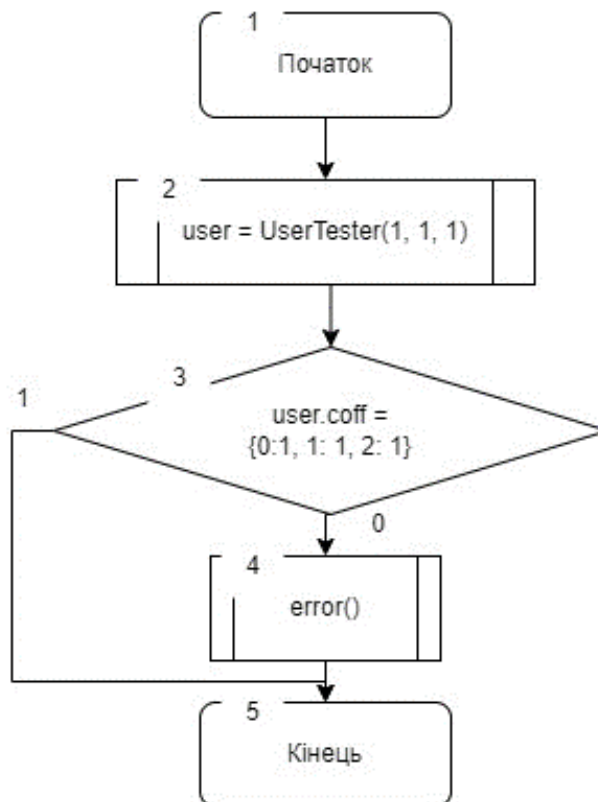 1
Початок
2
user = UserTester(1, 1, 1)
3
1
user.coff =
{0:1, 1: 1, 2: 1}
0
4
error()
5
Кінець